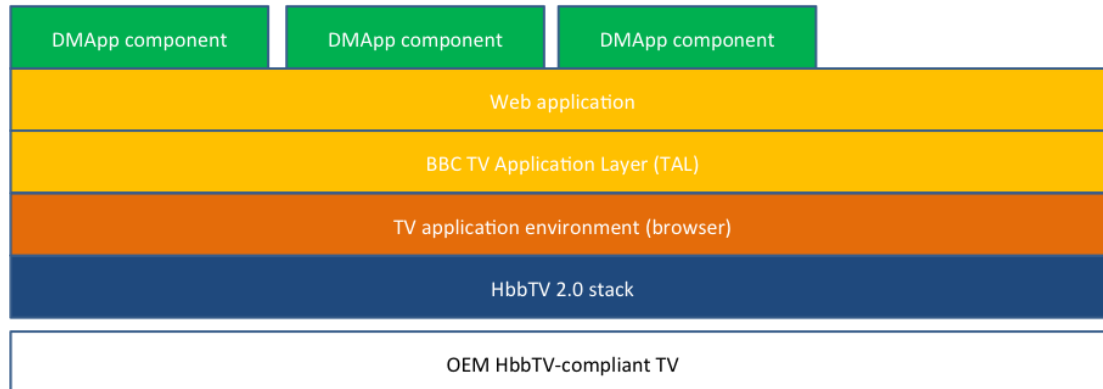 DMApp component
DMApp component
DMApp component
Web application
BBC TV Application Layer (TAL)
TV application environment (browser)
HbbTV 2.0 stack
OEM HbbTV-compliant TV